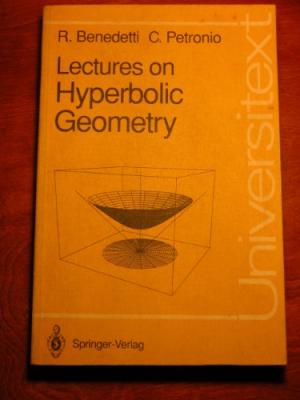 R. Benedetti C. Petronio
Lectures on
Hyperbolic
Geometry
Universitext
Springer-Verlag